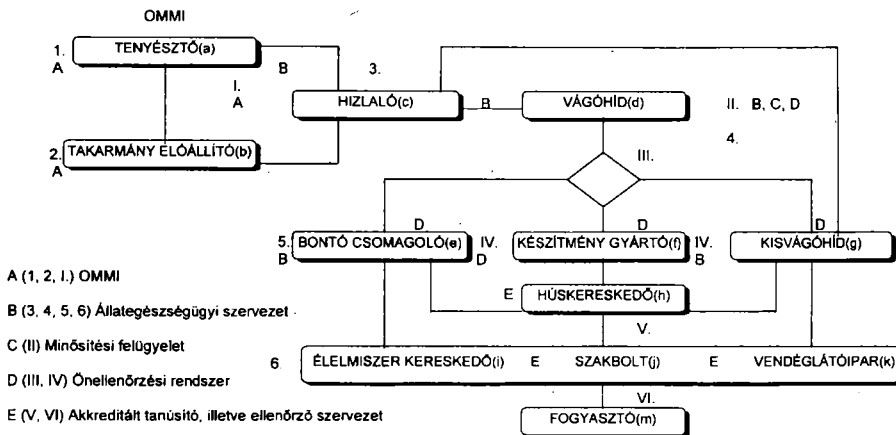 OMMI
1. TENYÉSZTŐ(a)
A B 3.
I.
A HIZLALÓ(c) B VÁGÓHÍD(d) II. B, C, D
4.
2. TAKARMÁNY ELŐÁLLÍTÓ(b) III.
A
D D D
5. BONTÓ CSOMAGOLÓ(e) IV. KÉSZÍTMÉNY GYÁRTÓ(f) IV. KISVÁGÓHÍD(g)
B D B
A (1, 2, I.) OMMI
E HÚSKERESKEDŐ(h)
B (3, 4, 5, 6) Állategészségügyi szervezet
V.
C (II) Minősítési felügyelet
6. ÉLELMISZER KERESKEDŐ(i) E SZAKBOLT(j) E VENDÉGLÁTÓIPAR(k)
D (III, IV) Önellenőrzési rendszer
VI.
E (V, VI) Akkreditált tanúsító, illetve ellenőrző szervezet
FOGYASZTÓ(m)